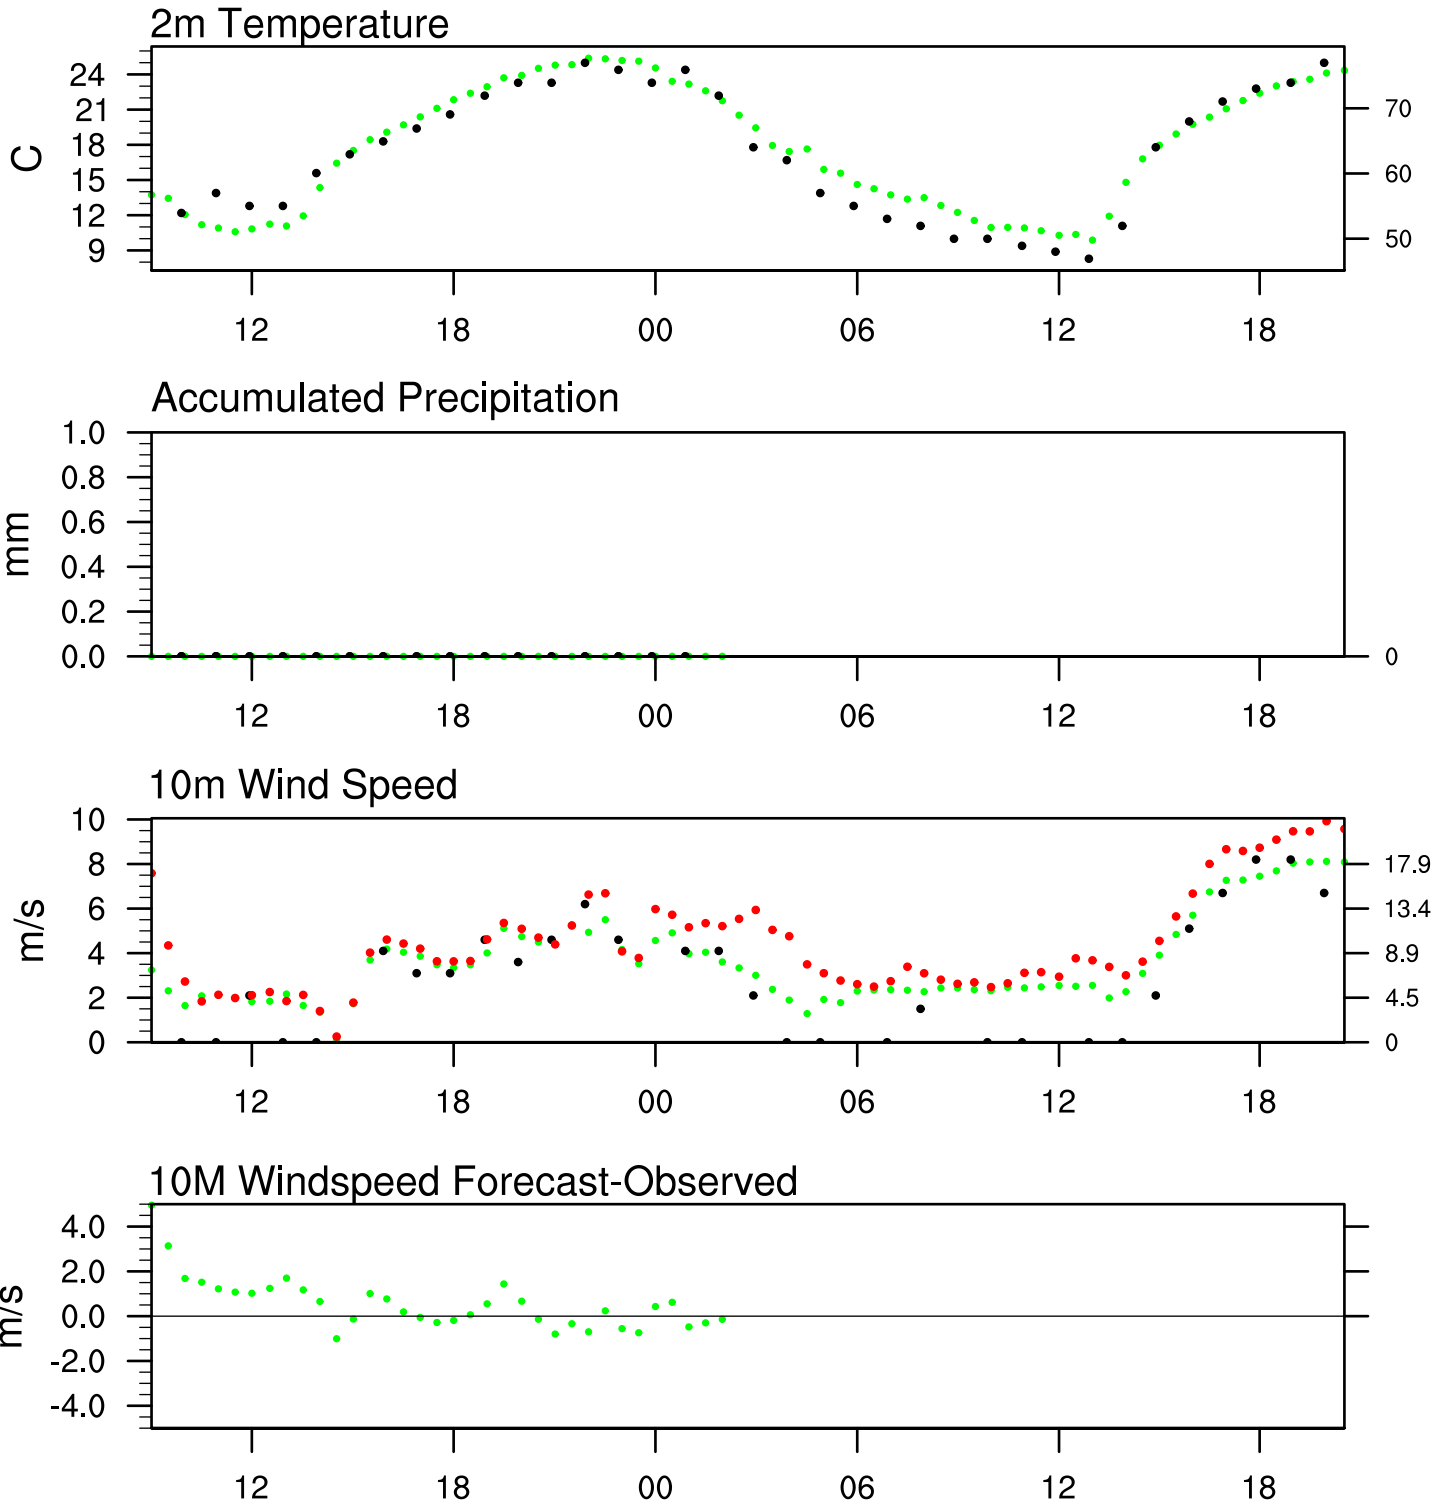 2m Temperature
24
21
18
15
12
9
C
70
60
50
12 18 00 06 12 18
Accumulated Precipitation
1.0
0.8
0.6
0.4
0.2
0.0
mm
0
12 18 00 06 12 18
10m Wind Speed
10
8
6
4
2
0
m/s
17.9
13.4
8.9
4.5
0
12 18 00 06 12 18
10M Windspeed Forecast-Observed
4.0
2.0
0.0
-2.0
-4.0
m/s
12 18 00 06 12 18